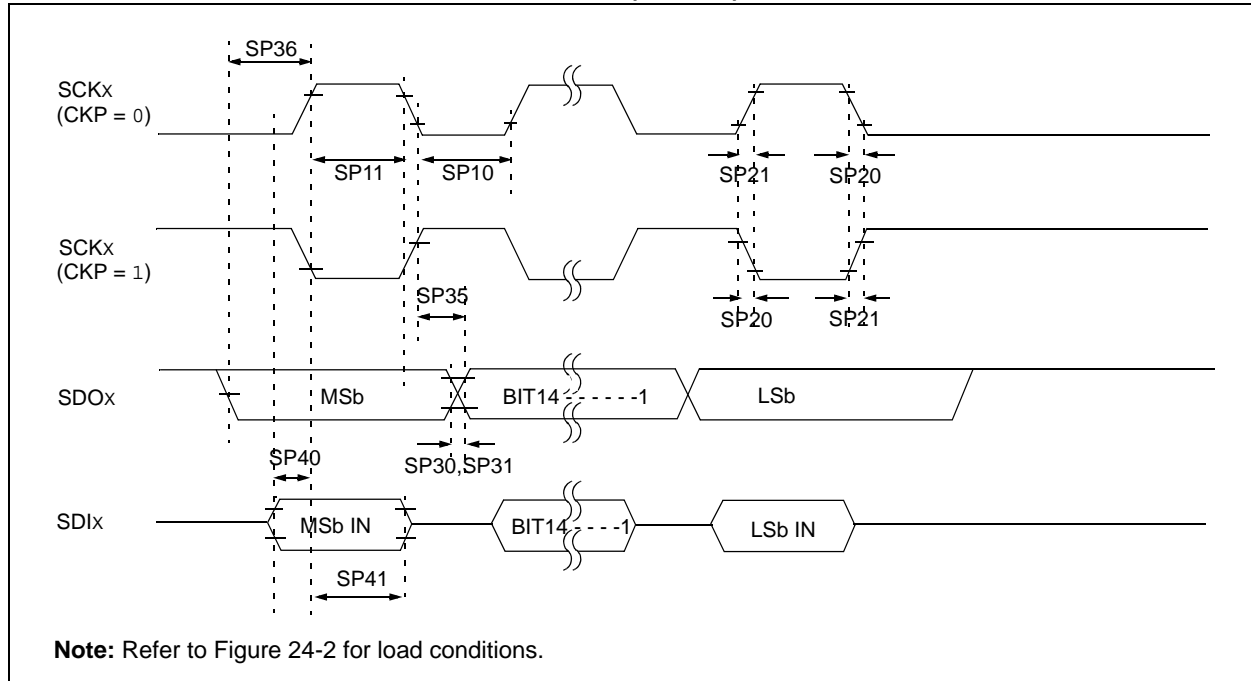 SP36
SCKx
(CKP = 0)
SP11
SP10
SP21
SP20
SCKx
(CKP = 1)
SP35
SP20
SP21
SDOx
MSb
BIT14 - - - - - -1
LSb
SP40
SP30,SP31
SDIx
MSb IN
BIT14 - - - -1
LSb IN
SP41
Note: Refer to Figure 24-2 for load conditions.